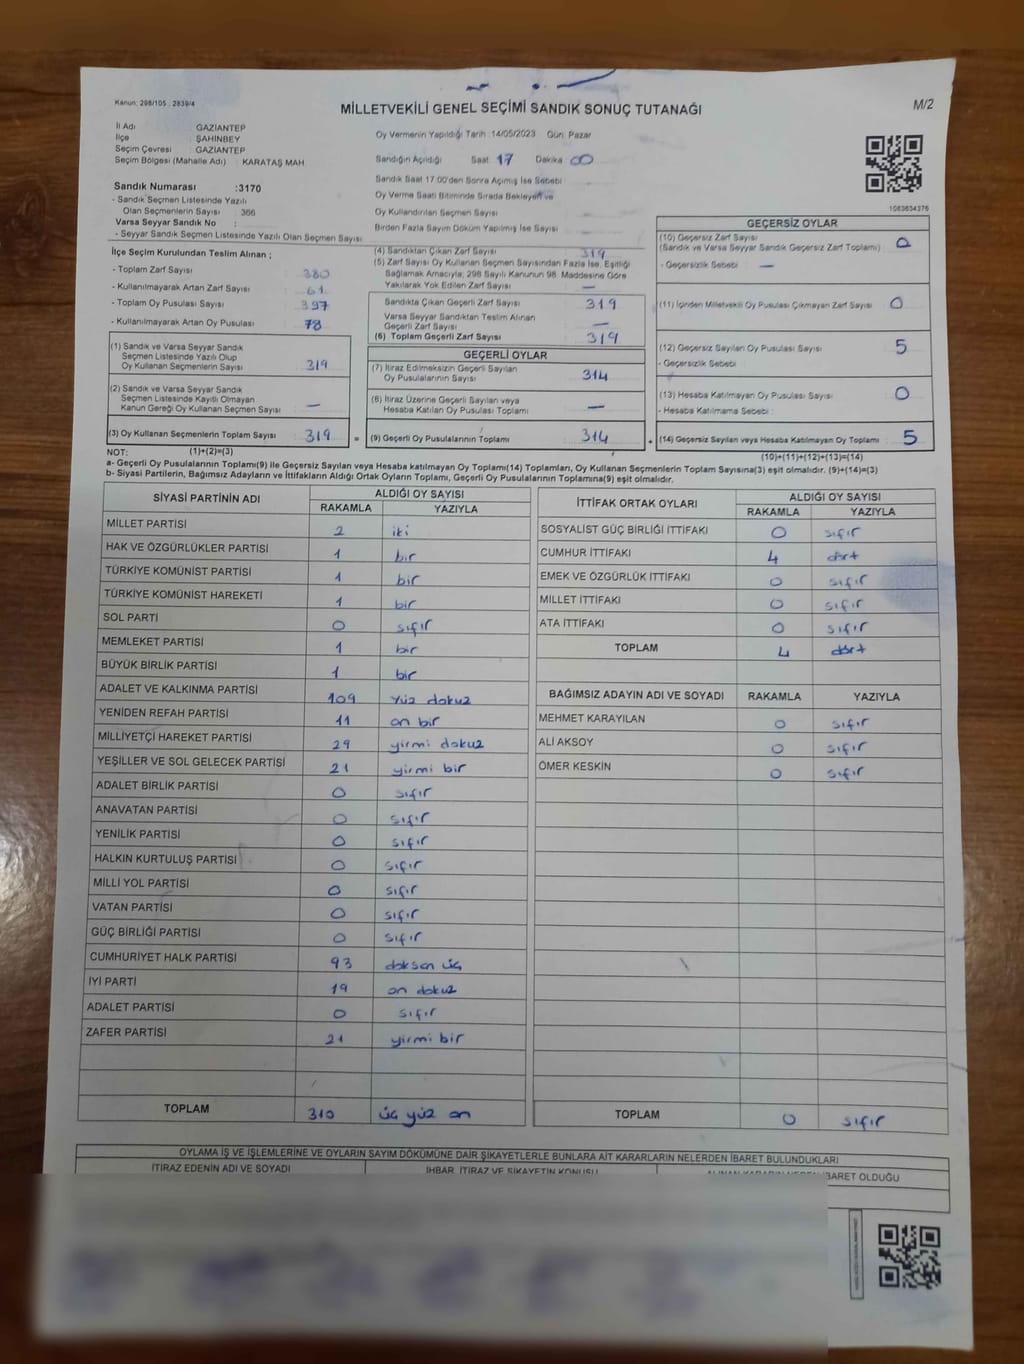 Kanun: 298/105 , 2839/4
MİLLETVEKİLİ GENEL SEÇİMİ SANDIK SONUÇ TUTANAĞI
M/2
İl Adı GAZİANTEP
İlçe ŞAHİNBEY
Seçim Çevresi GAZİANTEP
Seçim Bölgesi (Mahalle Adı) : KARATAŞ MAH
Oy Vermenin Yapıldığı Tarih :14/05/2023 Gün: Pazar
Sandığın Açıldığı Saat 17 Dakika 00
Sandık Saat 17:00'den Sonra Açılmış İse Sebebi
Oy Verme Saati Bitiminde Sırada Bekleyen ve
Oy Kullandırılan Seçmen Sayısı
Birden Fazla Sayım Döküm Yapılmış İse Sayısı
1083634376
Sandık Numarası :3170
- Sandık Seçmen Listesinde Yazılı
Olan Seçmenlerin Sayısı : 366
Varsa Seyyar Sandık No :
- Seyyar Sandık Seçmen Listesinde Yazılı Olan Seçmen Sayısı :
İlçe Seçim Kurulundan Teslim Alınan ;
- Toplam Zarf Sayısı : 380
- Kullanılmayarak Artan Zarf Sayısı : 61
- Toplam Oy Pusulası Sayısı : 397
- Kullanılmayarak Artan Oy Pusulası : 78
(1) Sandık ve Varsa Seyyar Sandık
Seçmen Listesinde Yazılı Olup
Oy Kullanan Seçmenlerin Sayısı : 319
(2) Sandık ve Varsa Seyyar Sandık
Seçmen Listesinde Kayıtlı Olmayan
Kanun Gereği Oy Kullanan Seçmen Sayısı : —
(3) Oy Kullanan Seçmenlerin Toplam Sayısı : 319 =
(4) Sandıktan Çıkan Zarf Sayısı 319
(5) Zarf Sayısı Oy Kullanan Seçmen Sayısından Fazla İse, Eşitliği
Sağlamak Amacıyla; 298 Sayılı Kanunun 98. Maddesine Göre
Yakılarak Yok Edilen Zarf Sayısı : —
Sandıkta Çıkan Geçerli Zarf Sayısı 319
Varsa Seyyar Sandıktan Teslim Alınan
Geçerli Zarf Sayısı —
(6) Toplam Geçerli Zarf Sayısı 319
GEÇERLİ OYLAR
(7) İtiraz Edilmeksizin Geçerli Sayılan
Oy Pusulalarının Sayısı 314
(8) İtiraz Üzerine Geçerli Sayılan veya
Hesaba Katılan Oy Pusulası Toplamı —
(9) Geçerli Oy Pusulalarının Toplamı 314 +
GEÇERSİZ OYLAR
(10) Geçersiz Zarf Sayısı
(Sandık ve Varsa Seyyar Sandık Geçersiz Zarf Toplamı) : 0
- Geçersizlik Sebebi : —
(11) İçinden Milletvekili Oy Pusulası Çıkmayan Zarf Sayısı : 0
(12) Geçersiz Sayılan Oy Pusulası Sayısı : 5
- Geçersizlik Sebebi
(13) Hesaba Katılmayan Oy Pusulası Sayısı : 0
- Hesaba Katılmama Sebebi :
(14) Geçersiz Sayılan veya Hesaba Katılmayan Oy Toplamı : 5
NOT: (1)+(2)=(3) (10)+(11)+(12)+(13)=(14)
a- Geçerli Oy Pusulalarının Toplamı(9) ile Geçersiz Sayılan veya Hesaba katılmayan Oy Toplamı(14) Toplamları, Oy Kullanan Seçmenlerin Toplam Sayısına(3) eşit olmalıdır. (9)+(14)=(3)
b- Siyasi Partilerin, Bağımsız Adayların ve İttifakların Aldığı Ortak Oyların Toplamı, Geçerli Oy Pusulalarının Toplamına(9) eşit olmalıdır.
SİYASİ PARTİNİN ADI ALDIĞI OY SAYISI
RAKAMLA YAZIYLA
MİLLET PARTİSİ 2 iki
HAK VE ÖZGÜRLÜKLER PARTİSİ 1 bir
TÜRKİYE KOMÜNİST PARTİSİ 1 bir
TÜRKİYE KOMÜNİST HAREKETİ 1 bir
SOL PARTİ 0 sıfır
MEMLEKET PARTİSİ 1 bir
BÜYÜK BİRLİK PARTİSİ 1 bir
ADALET VE KALKINMA PARTİSİ 109 yüz dokuz
YENİDEN REFAH PARTİSİ 11 on bir
MİLLİYETÇİ HAREKET PARTİSİ 29 yirmi dokuz
YEŞİLLER VE SOL GELECEK PARTİSİ 21 yirmi bir
ADALET BİRLİK PARTİSİ 0 sıfır
ANAVATAN PARTİSİ 0 sıfır
YENİLİK PARTİSİ 0 sıfır
HALKIN KURTULUŞ PARTİSİ 0 sıfır
MİLLİ YOL PARTİSİ 0 sıfır
VATAN PARTİSİ 0 sıfır
GÜÇ BİRLİĞİ PARTİSİ 0 sıfır
CUMHURİYET HALK PARTİSİ 93 doksan üç
İYİ PARTİ 19 on dokuz
ADALET PARTİSİ 0 sıfır
ZAFER PARTİSİ 21 yirmi bir
TOPLAM 310 üç yüz on
İTTİFAK ORTAK OYLARI ALDIĞI OY SAYISI
RAKAMLA YAZIYLA
SOSYALİST GÜÇ BİRLİĞİ İTTİFAKI 0 sıfır
CUMHUR İTTİFAKI 4 dört
EMEK VE ÖZGÜRLÜK İTTİFAKI 0 sıfır
MİLLET İTTİFAKI 0 sıfır
ATA İTTİFAKI 0 sıfır
TOPLAM 4 dört
BAĞIMSIZ ADAYIN ADI VE SOYADI RAKAMLA YAZIYLA
MEHMET KARAYILAN 0 sıfır
ALİ AKSOY 0 sıfır
ÖMER KESKİN 0 sıfır
TOPLAM 0 sıfır
OYLAMA İŞ VE İŞLEMLERİNE VE OYLARIN SAYIM DÖKÜMÜNE DAİR ŞİKAYETLERLE BUNLARA AİT KARARLARIN NELERDEN İBARET BULUNDUKLARI
İTİRAZ EDENİN ADI VE SOYADI İHBAR, İTİRAZ VE ŞİKAYETİN KONUSU ALINAN KARARIN NEDEN İBARET OLDUĞU